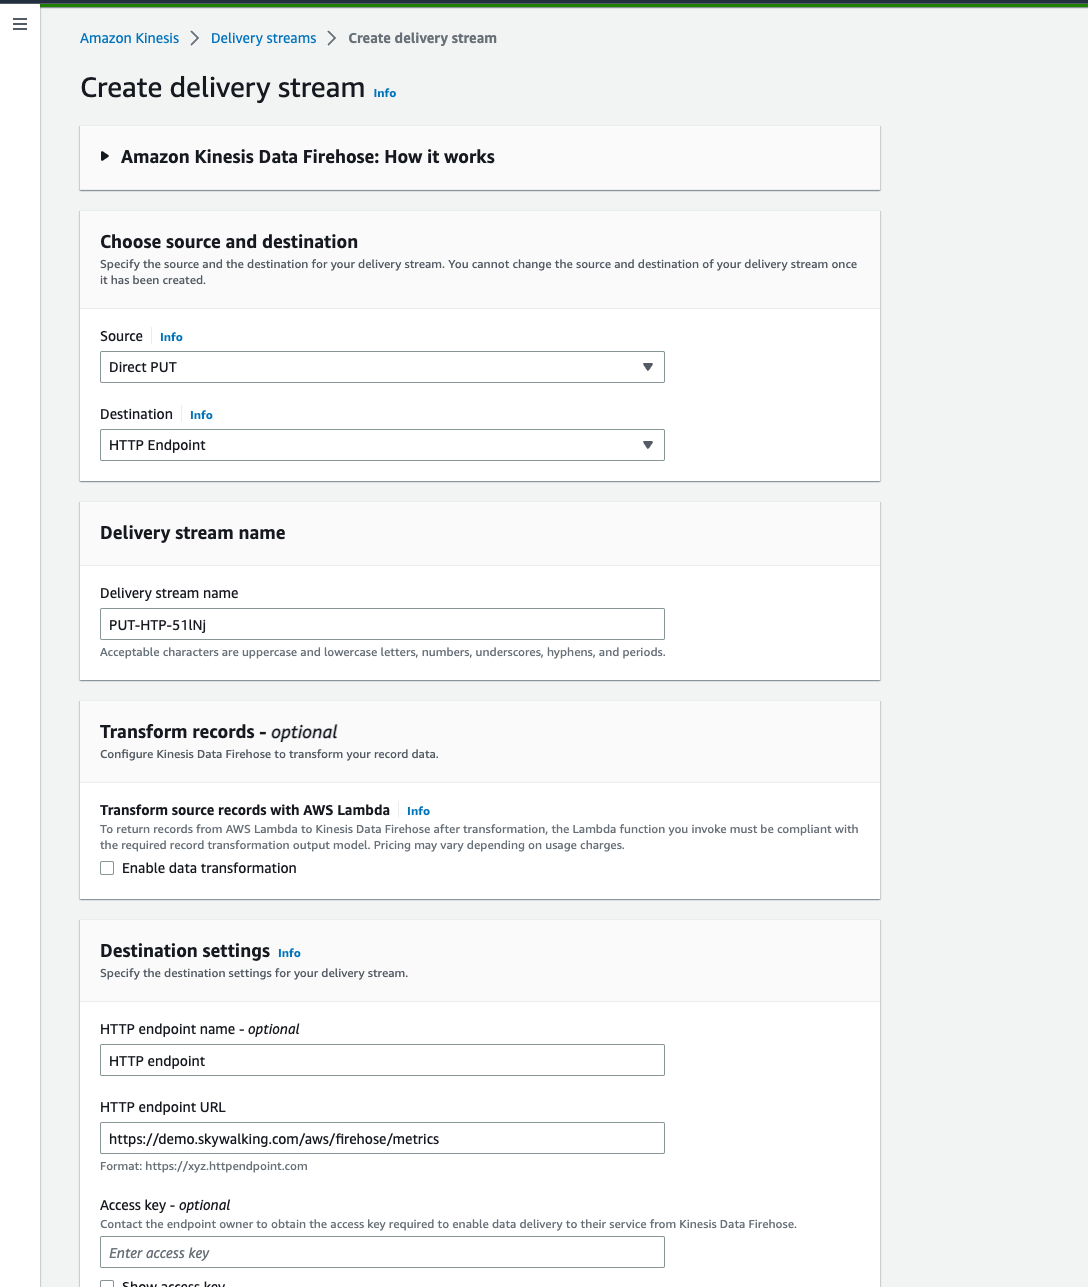 Amazon Kinesis > Delivery streams > Create delivery stream
Create delivery stream Info
Amazon Kinesis Data Firehose: How it works
Choose source and destination
Specify the source and the destination for your delivery stream. You cannot change the source and destination of your delivery stream once
it has been created.
Source Info
Direct PUT
Destination Info
HTTP Endpoint
Delivery stream name
Delivery stream name
PUT-HTP-51lNj
Acceptable characters are uppercase and lowercase letters, numbers, underscores, hyphens, and periods.
Transform records - optional
Configure Kinesis Data Firehose to transform your record data.
Transform source records with AWS Lambda Info
To return records from AWS Lambda to Kinesis Data Firehose after transformation, the Lambda function you invoke must be compliant with
the required record transformation output model. Pricing may vary depending on usage charges.
Enable data transformation
Destination settings Info
Specify the destination settings for your delivery stream.
HTTP endpoint name - optional
HTTP endpoint
HTTP endpoint URL
https://demo.skywalking.com/aws/firehose/metrics
Format: https://xyz.httpendpoint.com
Access key - optional
Contact the endpoint owner to obtain the access key required to enable data delivery to their service from Kinesis Data Firehose.
Enter access key
Show access key